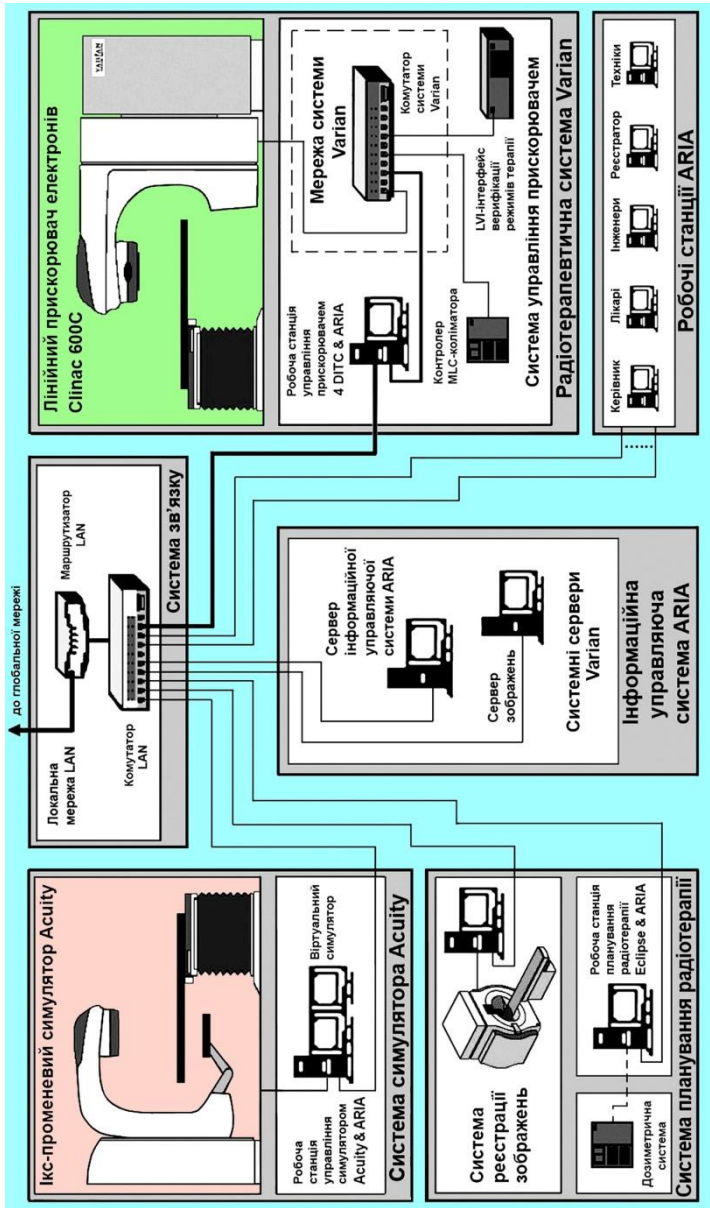 Ікс-променевий симулятор Acuity
Віртуальний
симулятор
Робоча
станція
управління
симулятором
Acuity & ARIA
Система симулятора Acuity
до глобальної мережі
Локальна
мережа LAN
Маршрутизатор
LAN
Комутатор
LAN
Система зв’язку
Лінійний прискорювач електронів
Clinac 600C
VARIAN
Робоча станція
управління
прискорювачем
4 DITC & ARIA
Мережа системи
Varian
Комутатор
системи
Varian
Контролер
MLC-коліматора
LVI-інтерфейс
верифікації
режимів терапії
Система управління прискорювачем
Радіотерапевтична система Varian
Система
реєстрації
зображень
Дозиметрична
система
Робоча станція
планування
радіотерапії
Eclipse & ARIA
Система планування радіотерапії
Сервер
інформаційної
управляючої
системи ARIA
Сервер
зображень
Системні сервери
Varian
Інформаційна
управляюча
система ARIA
Керівник
Лікарі
Інженери
Реєстратор
Техніки
Робочі станції ARIA